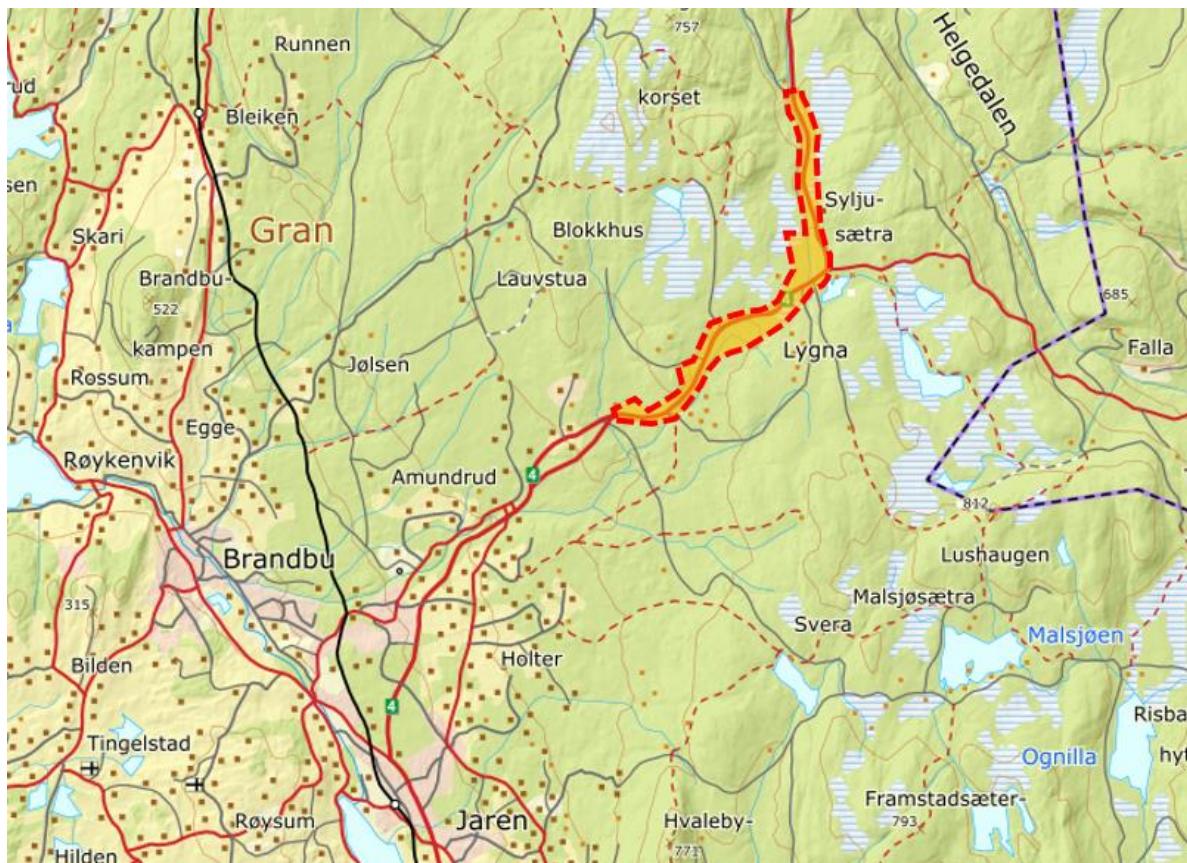 757
Runnen
korset
Helgedalen
rud
Bleiken
sen
Gran
Sylju-
sætra
Skari
Blokkhus
Brandbu-
Lauvstua
522
685
kampen
Lygna
Falla
Rossum
Jølsen
Egge
Røykenvik
Amundrud
4
812
Brandbu
Lushaugen
Malsjøsætra
315
Svera
Malsjøen
Bilden
Holter
4
Risba
Tingelstad
Ognilla
hyt
Framstadsæter-
Røysum
Jaren
Hvaleby-
793
Hilden
771